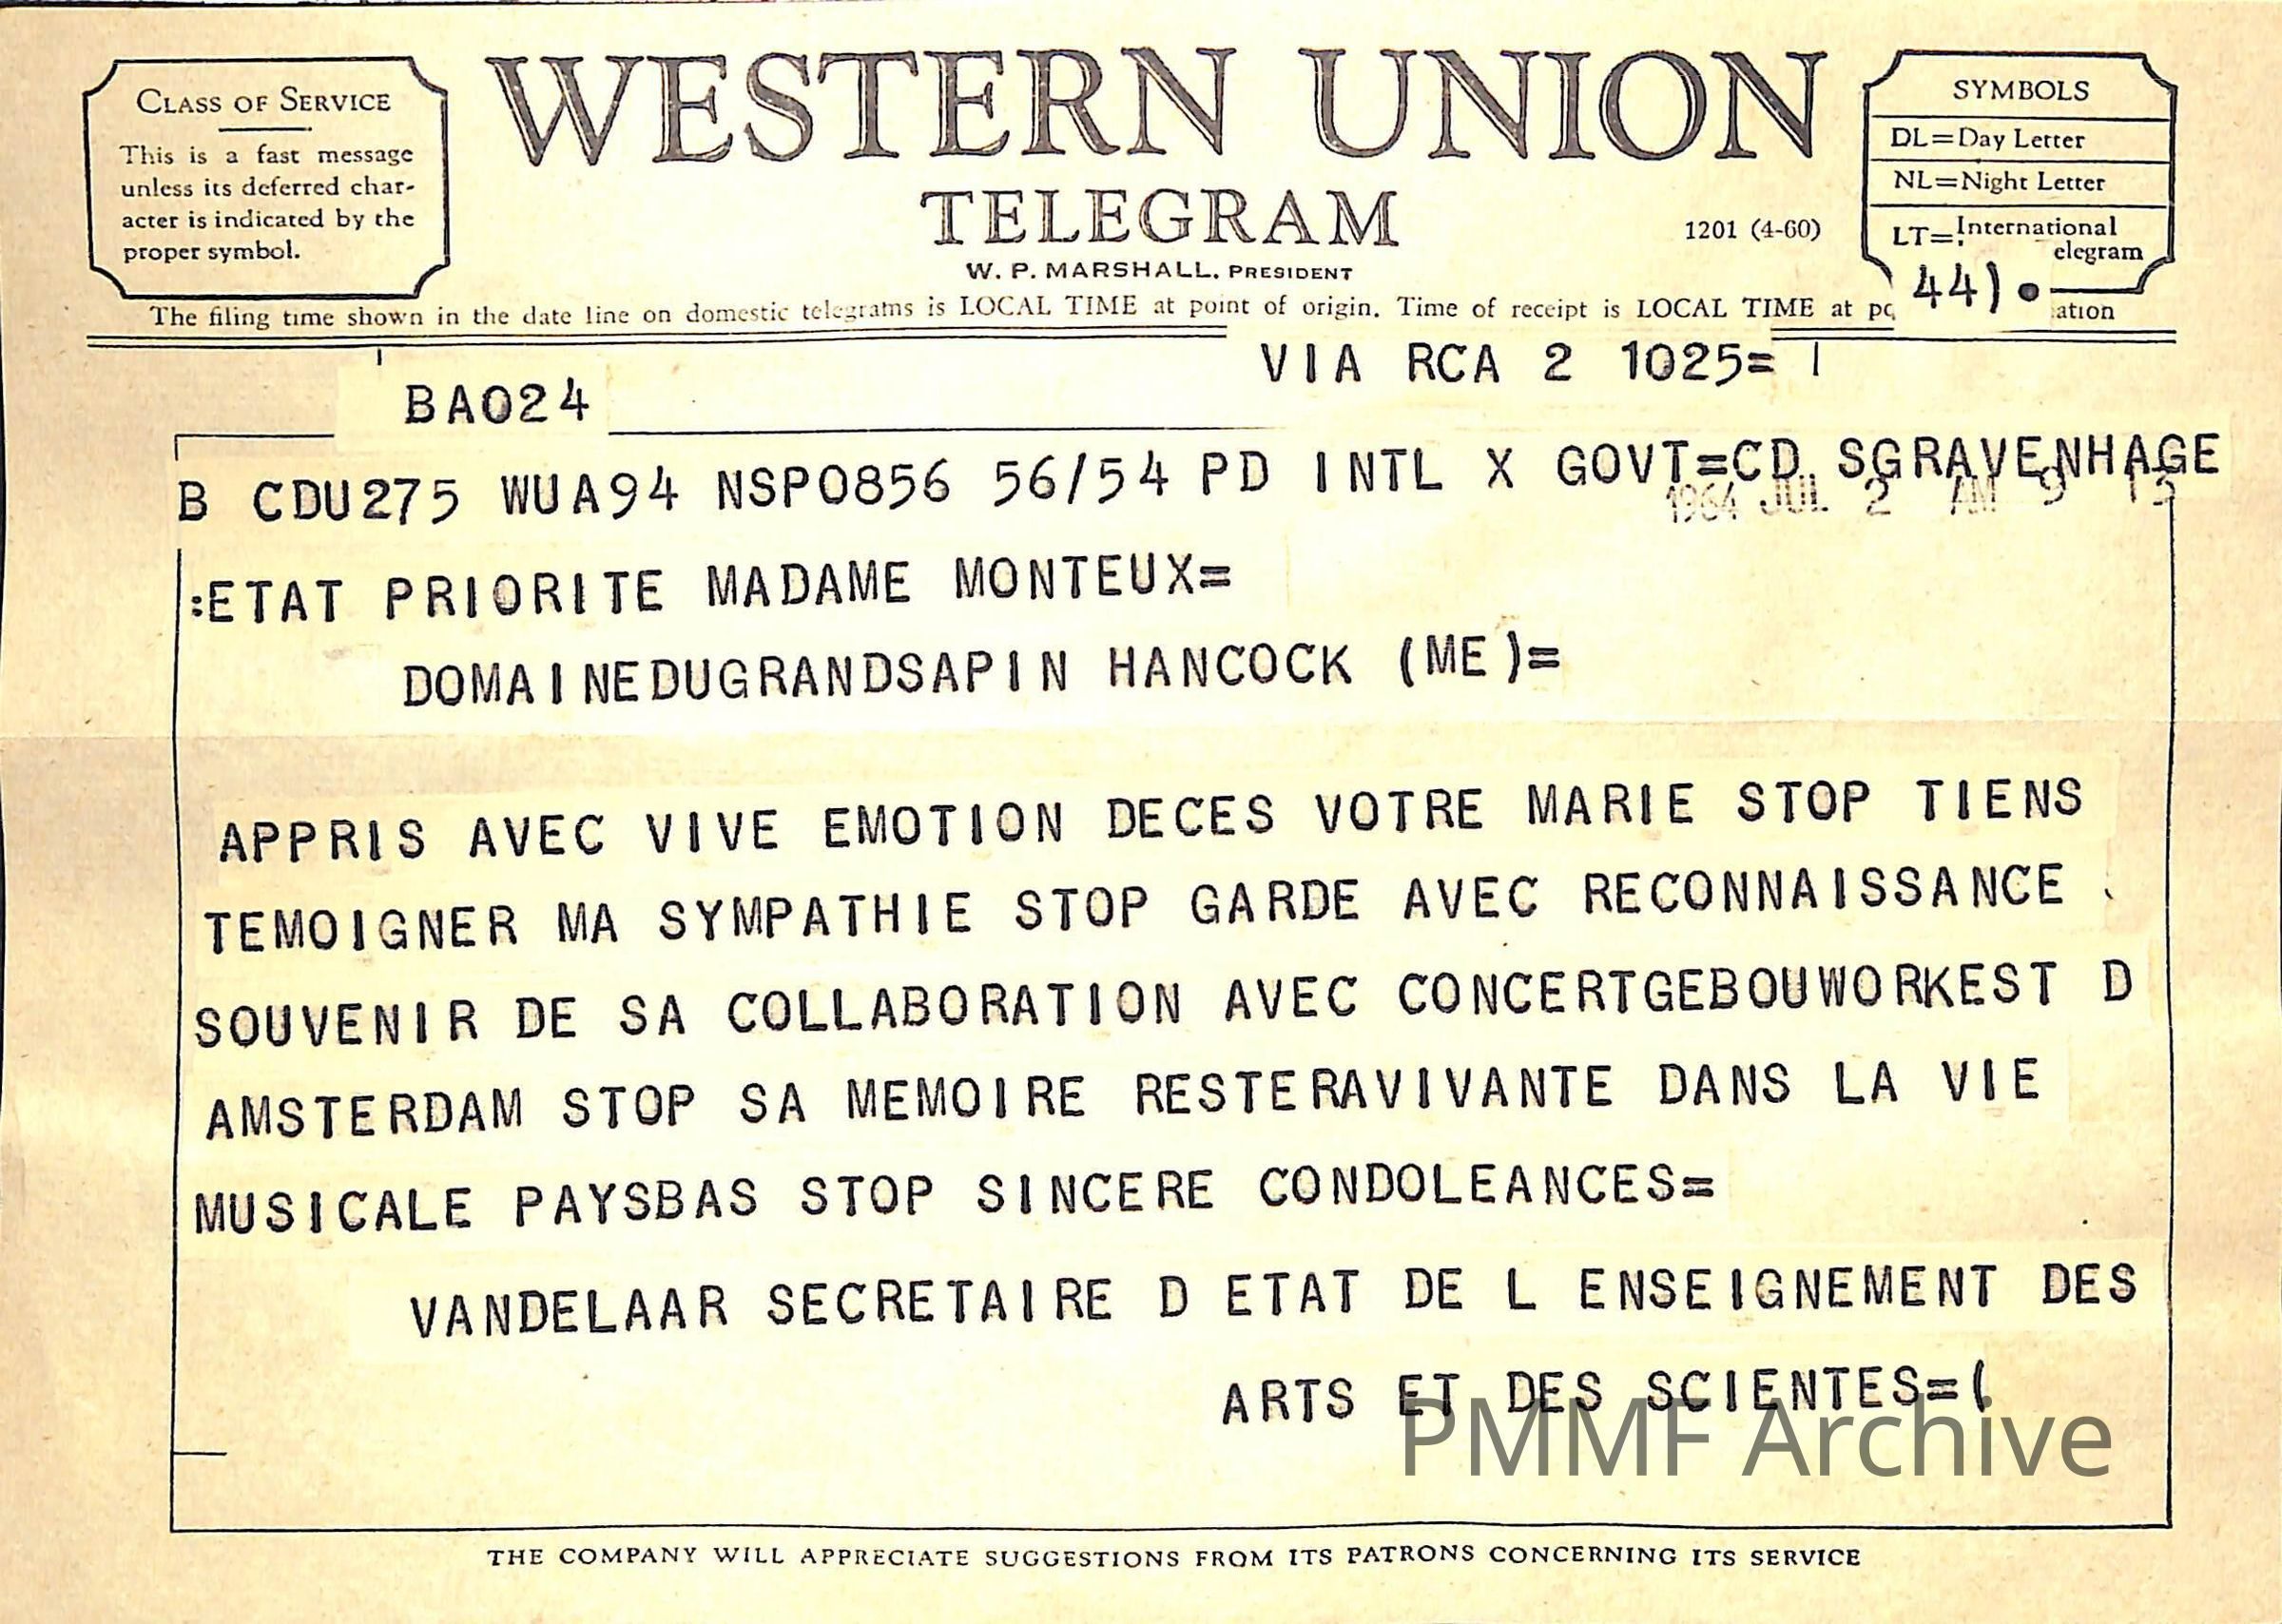 CLASS OF SERVICE
This is a fast message
unless its deferred char-
acter is indicated by the
proper symbol.
WESTERN UNION
TELEGRAM
W. P. MARSHALL, PRESIDENT
1201 (4-60)
SYMBOLS
DL=Day Letter
NL=Night Letter
LT=International
elegram
44)
The filing time shown in the date line on domestic telegrams is LOCAL TIME at point of origin. Time of receipt is LOCAL TIME at ation
VIA RCA 2 1025=
BA024
B CDU275 WUA94 NSP0856 56/54 PD INTL X GOVT=CD SGRAVENHAGE
1964 JUL 2 AM 9 13
:ETAT PRIORITE MADAME MONTEUX=
DOMAINEDUGRANDSAPIN HANCOCK (ME)=
APPRIS AVEC VIVE EMOTION DECES VOTRE MARIE STOP TIENS
TEMOIGNER MA SYMPATHIE STOP GARDE AVEC RECONNAISSANCE
SOUVENIR DE SA COLLABORATION AVEC CONCERTGEBOUWORKEST D
AMSTERDAM STOP SA MEMOIRE RESTERAVIVANTE DANS LA VIE
MUSICALE PAYSBAS STOP SINCERE CONDOLEANCES=
VANDELAAR SECRETAIRE D ETAT DE L ENSEIGNEMENT DES
ARTS ET DES SCIENTES=(
PMMF Archive
THE COMPANY WILL APPRECIATE SUGGESTIONS FROM ITS PATRONS CONCERNING ITS SERVICE